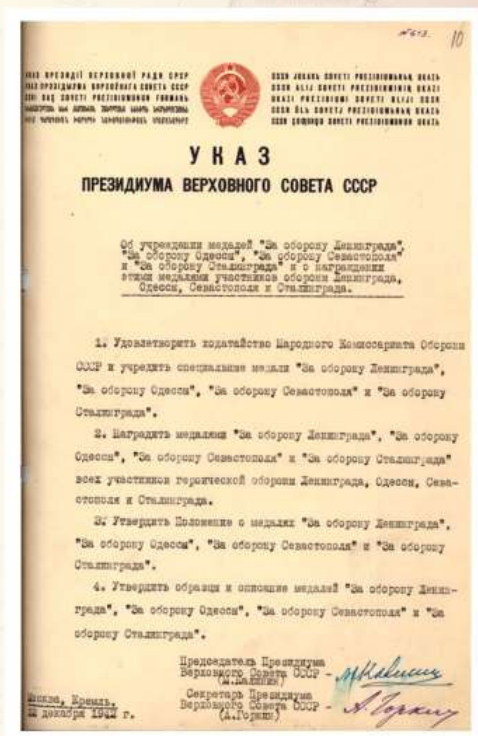 № 613.
10
УКАЗ
ПРЕЗИДИУМА ВЕРХОВНОГО СОВЕТА СССР
Об учреждении медалей "За оборону Ленинграда",
"За оборону Одессы", "За оборону Севастополя"
и "За оборону Сталинграда" и о награждении
этими медалями участников обороны Ленинграда,
Одессы, Севастополя и Сталинграда.
1. Удовлетворить ходатайство Народного Комиссариата Обороны
СССР и учредить специальные медали "За оборону Ленинграда",
"За оборону Одессы", "За оборону Севастополя" и "За оборону
Сталинграда".
2. Наградить медалями "За оборону Ленинграда", "За оборону
Одессы", "За оборону Севастополя" и "За оборону Сталинграда"
всех участников героической обороны Ленинграда, Одессы, Сева-
стополя и Сталинграда.
3. Утвердить Положение о медалях "За оборону Ленинграда",
"За оборону Одессы", "За оборону Севастополя" и "За оборону
Сталинграда".
4. Утвердить образцы и описание медалей "За оборону Ленин-
града", "За оборону Одессы", "За оборону Севастополя" и "За
оборону Сталинграда".
Председатель Президиума
Верховного Совета СССР -
(М.Калинин)
МКалинин
Секретарь Президиума
Верховного Совета СССР -
(А.Горкин)
А.Горкин
Москва, Кремль.
22 декабря 1942 г.